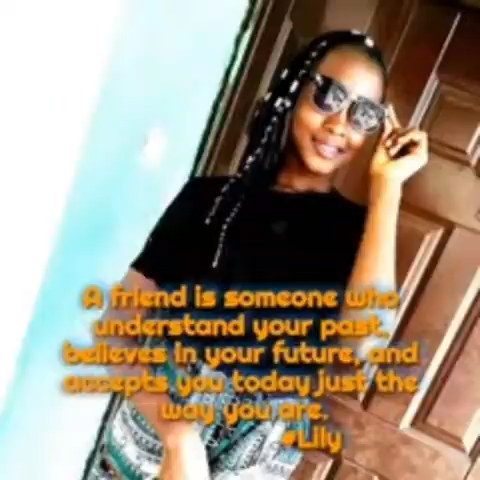 A friend is someone who
understand your past,
believes in your future, and
accepts you today just the
way you are.
#Lily